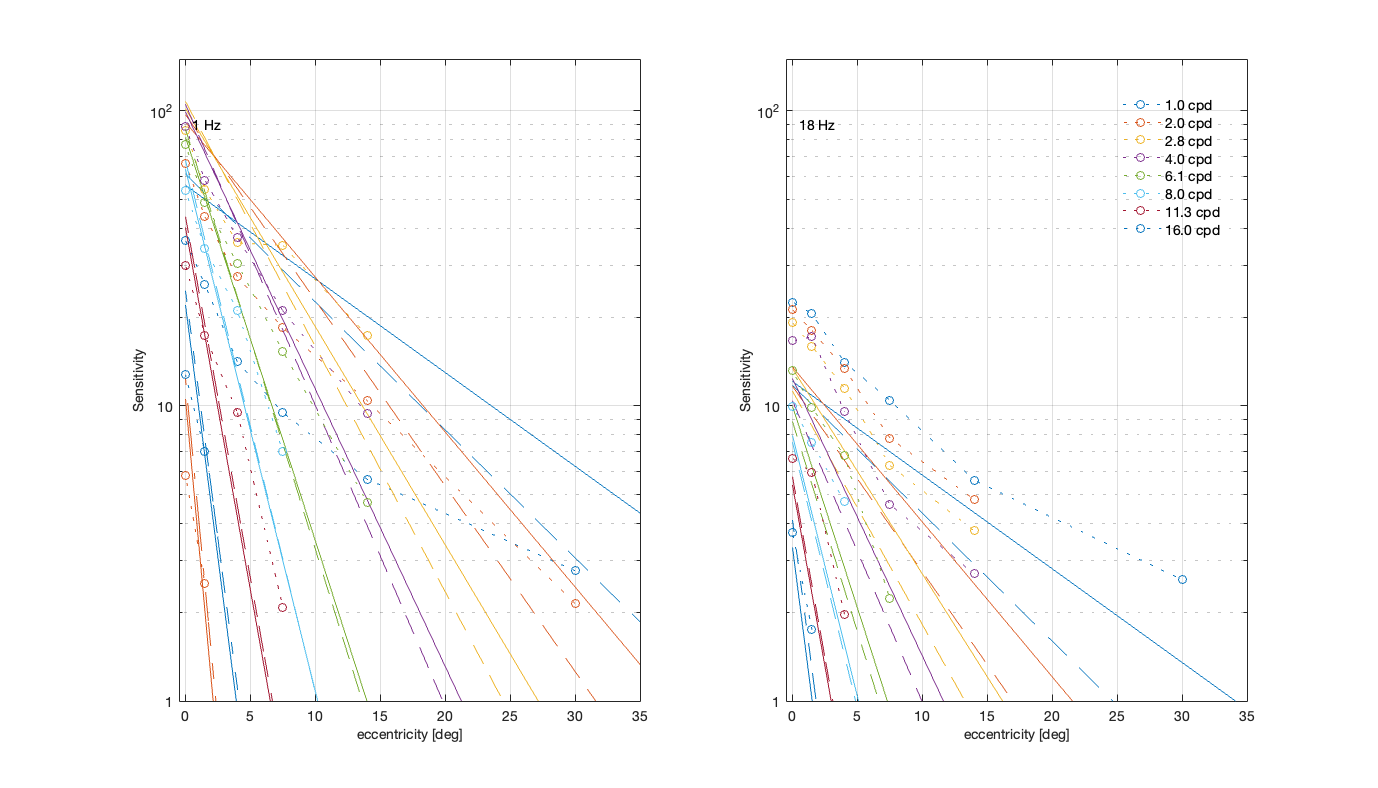 10²
1 Hz
10
1
0 5 10 15 20 25 30 35
eccentricity [deg]
Sensitivity
10²
18 Hz
1.0 cpd
2.0 cpd
2.8 cpd
4.0 cpd
6.1 cpd
8.0 cpd
11.3 cpd
16.0 cpd
10
1
0 5 10 15 20 25 30 35
eccentricity [deg]
Sensitivity